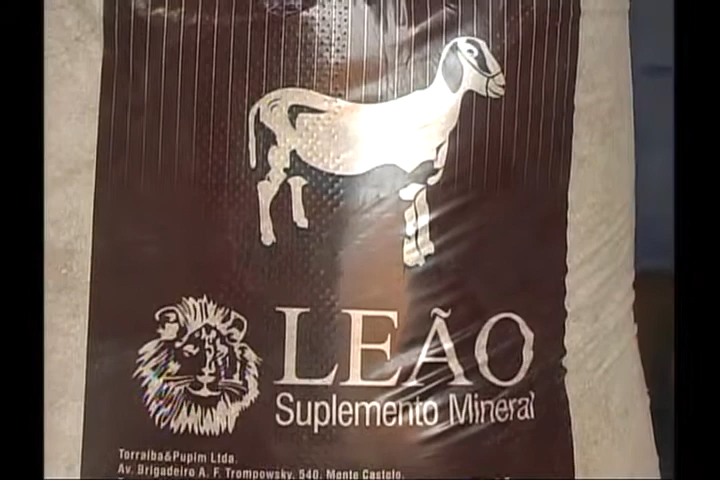 LEÃO
Suplemento Mineral
Torraiba&Pupim Ltda.
Av. Brigadeiro A. F. Trompowsky, 540, Monte Castelo.